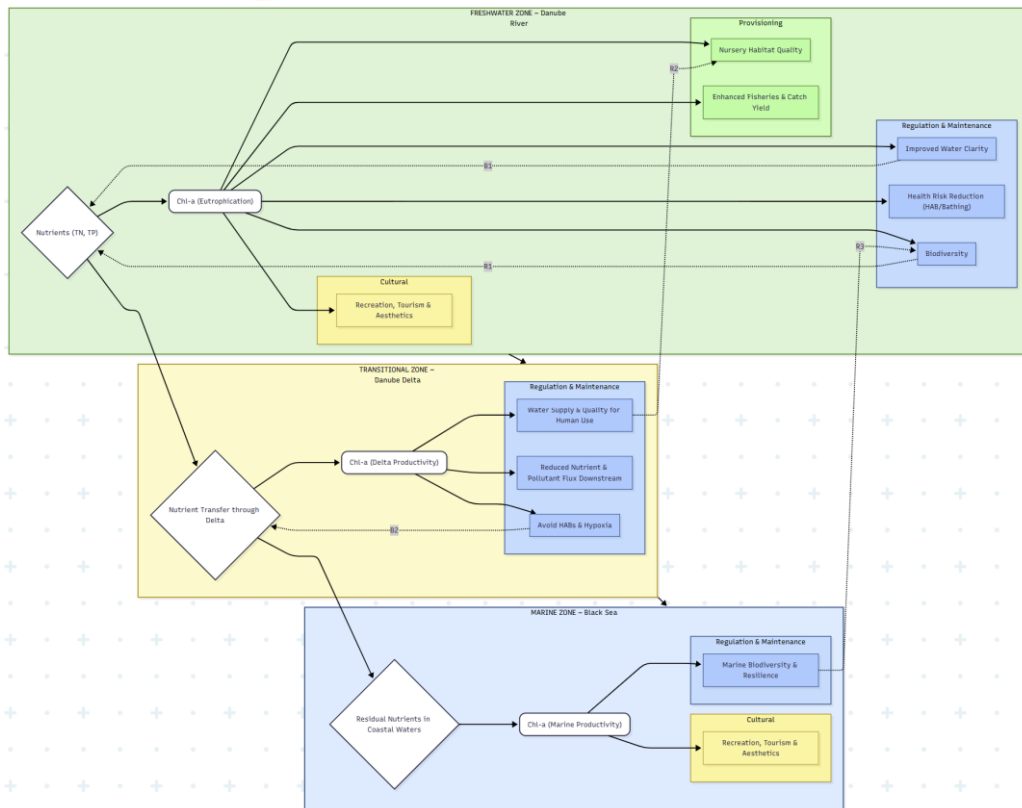 FRESHWATER ZONE – Danube
River
Provisioning
Nursery Habitat Quality
R2
Enhanced Fisheries & Catch
Yield
Regulation & Maintenance
Improved Water Clarity
B1
Chl-a (Eutrophication)
Health Risk Reduction
(HAB/Bathing)
Nutrients (TN, TP)
R3
Biodiversity
B1
Cultural
Recreation, Tourism &
Aesthetics
TRANSITIONAL ZONE –
Danube Delta
Regulation & Maintenance
Water Supply & Quality for
Human Use
Chl-a (Delta Productivity)
Reduced Nutrient &
Pollutant Flux Downstream
Nutrient Transfer through
Delta
Avoid HABs & Hypoxia
B2
MARINE ZONE – Black Sea
Regulation & Maintenance
Marine Biodiversity &
Resilience
Residual Nutrients in
Coastal Waters
Chl-a (Marine Productivity)
Cultural
Recreation, Tourism &
Aesthetics